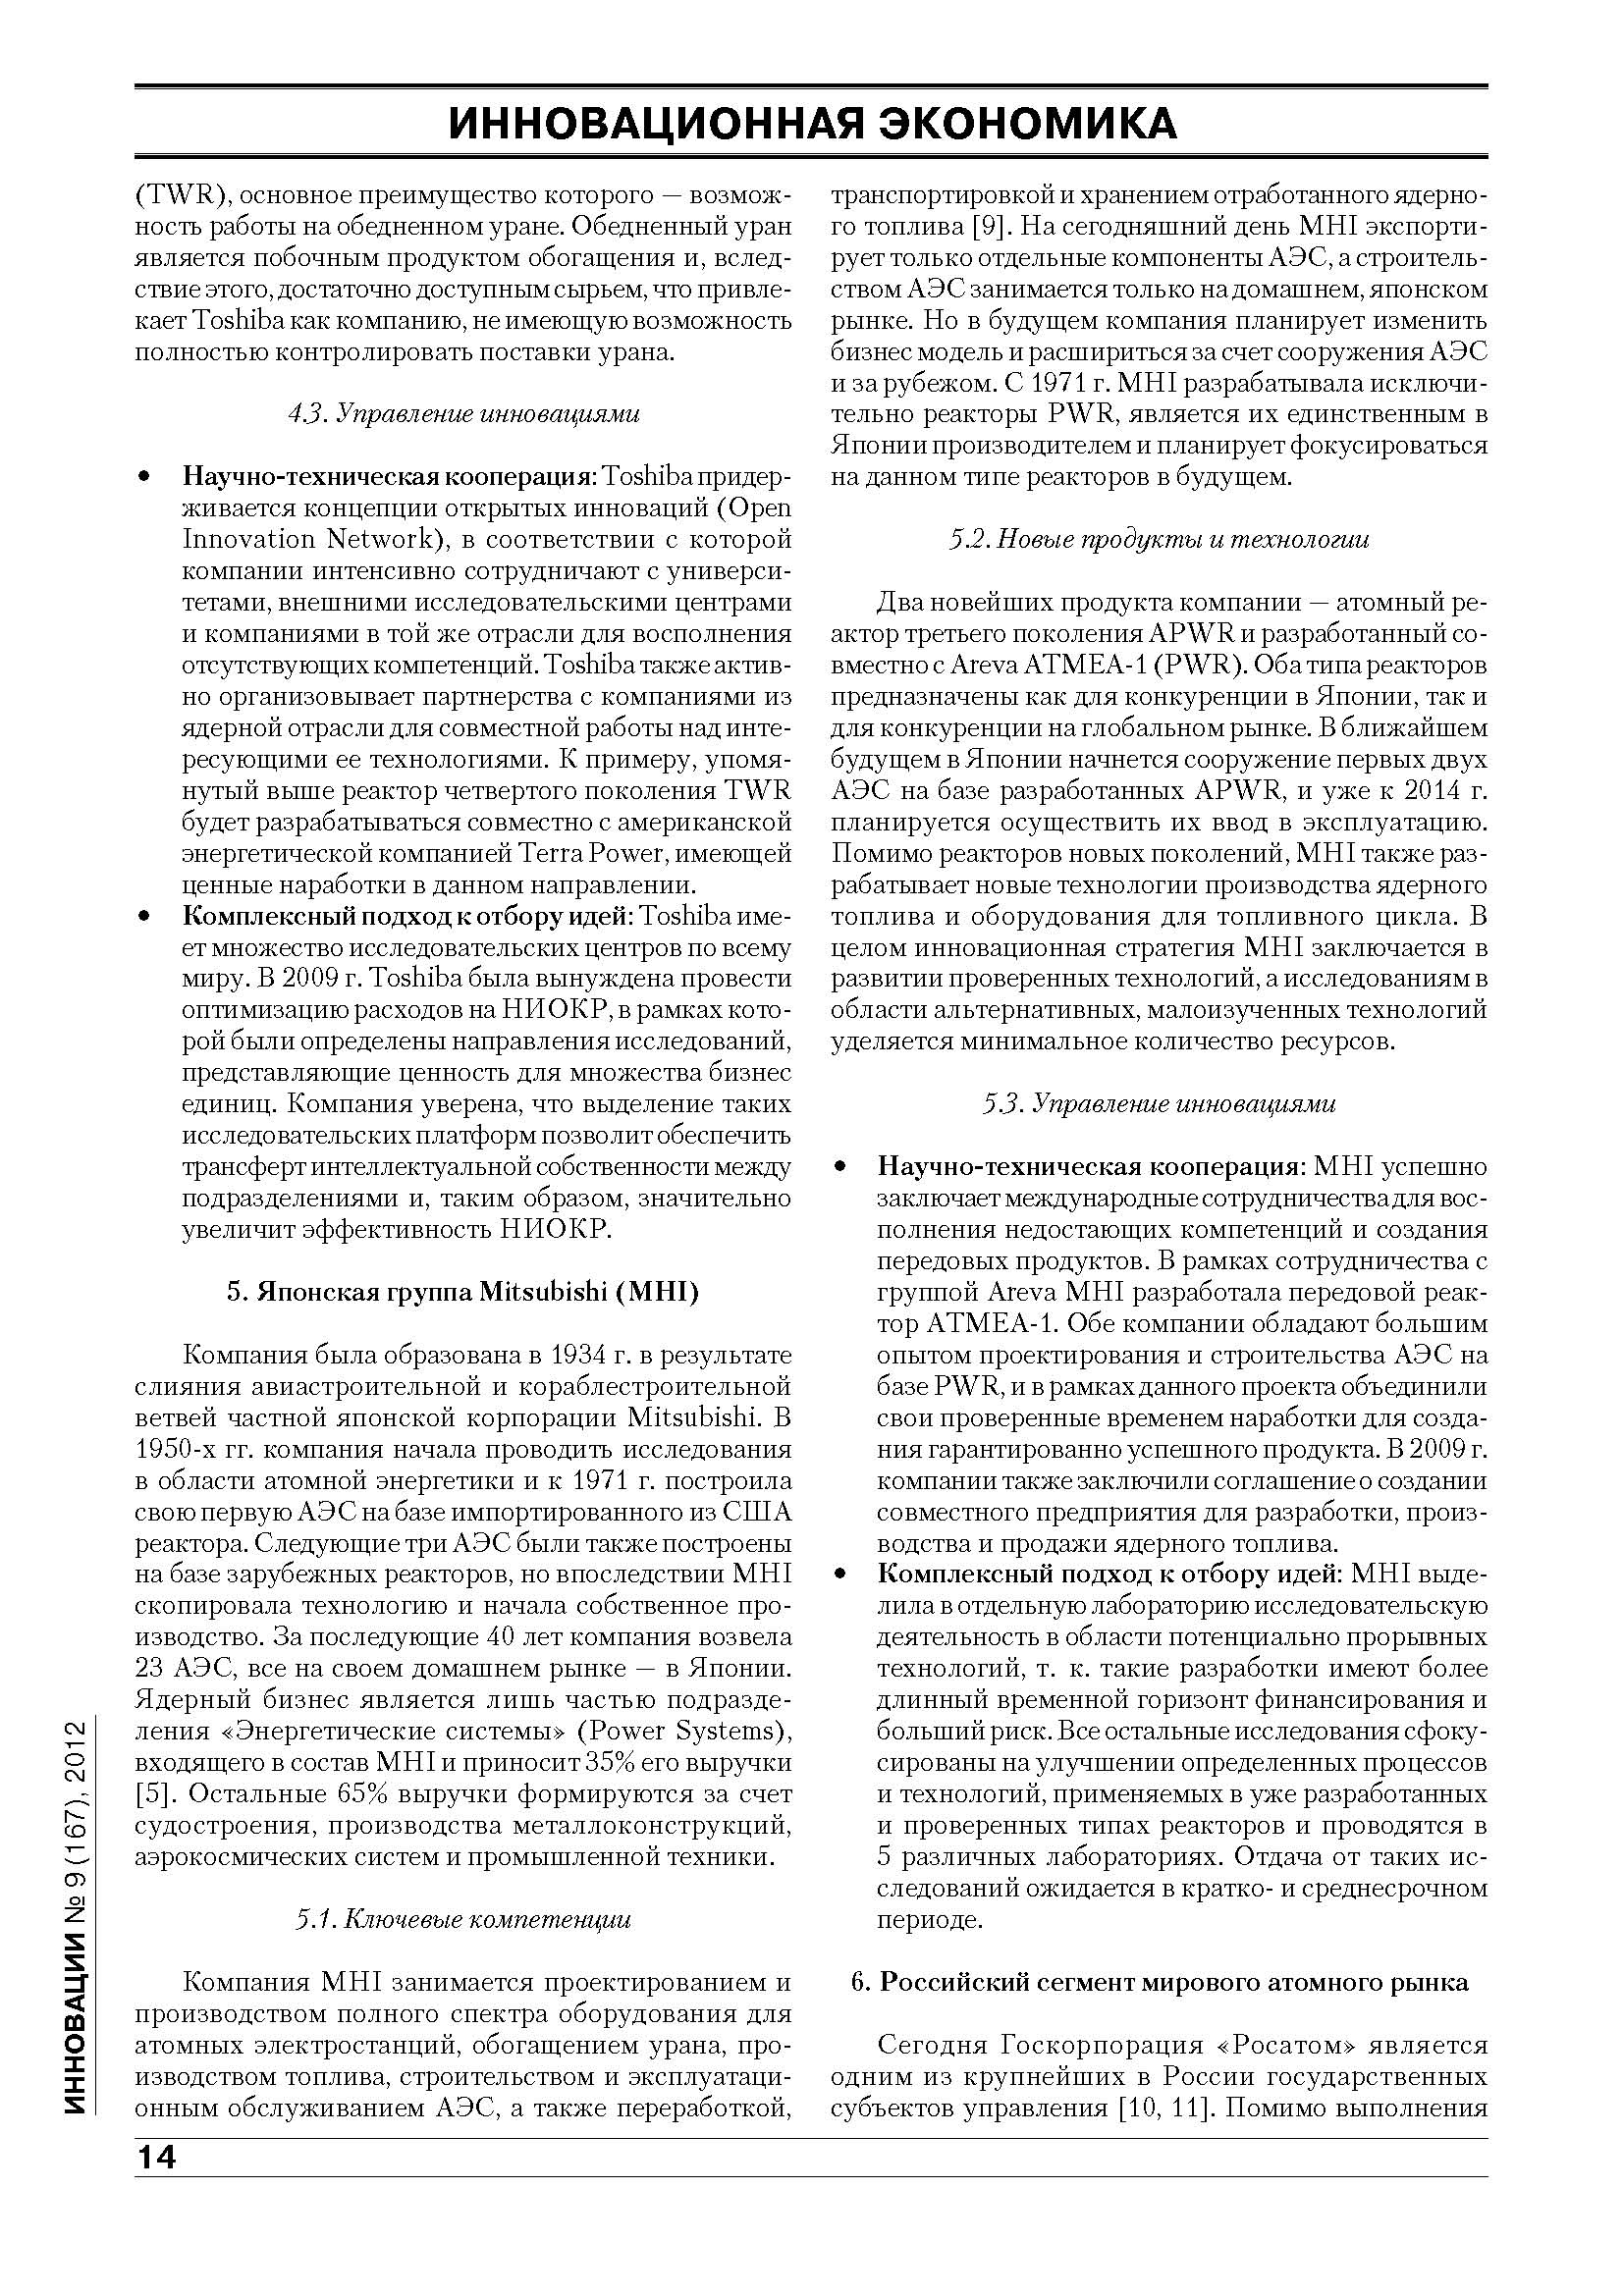 ИННОВАЦИОННАЯ ЭКОНОМИКА
(TWR), основное преимущество которого — возмож-
ность работы на обедненном уране. Обедненный уран
является побочным продуктом обогащения и, вслед-
ствие этого, достаточно доступным сырьем, что привле-
кает Toshiba как компанию, не имеющую возможность
полностью контролировать поставки урана.
4.3. Управление инновациями
• Научно-техническая кооперация: Toshiba придер-
живается концепции открытых инноваций (Open
Innovation Network), в соответствии с которой
компании интенсивно сотрудничают с универси-
тетами, внешними исследовательскими центрами
и компаниями в той же отрасли для восполнения
отсутствующих компетенций. Toshiba также актив-
но организовывает партнерства с компаниями из
ядерной отрасли для совместной работы над инте-
ресующими ее технологиями. К примеру, упомя-
нутый выше реактор четвертого поколения TWR
будет разрабатываться совместно с американской
энергетической компанией Terra Power, имеющей
ценные наработки в данном направлении.
• Комплексный подход к отбору идей: Toshiba име-
ет множество исследовательских центров по всему
миру. В 2009 г. Toshiba была вынуждена провести
оптимизацию расходов на НИОКР, в рамках кото-
рой были определены направления исследований,
представляющие ценность для множества бизнес
единиц. Компания уверена, что выделение таких
исследовательских платформ позволит обеспечить
трансферт интеллектуальной собственности между
подразделениями и, таким образом, значительно
увеличит эффективность НИОКР.
5. Японская группа Mitsubishi (MHI)
Компания была образована в 1934 г. в результате
слияния авиастроительной и кораблестроительной
ветвей частной японской корпорации Mitsubishi. В
1950-х гг. компания начала проводить исследования
в области атомной энергетики и к 1971 г. построила
свою первую АЭС на базе импортированного из США
реактора. Следующие три АЭС были также построены
на базе зарубежных реакторов, но впоследствии MHI
скопировала технологию и начала собственное про-
изводство. За последующие 40 лет компания возвела
23 АЭС, все на своем домашнем рынке — в Японии.
Ядерный бизнес является лишь частью подразде-
ления «Энергетические системы» (Power Systems),
входящего в состав MHI и приносит 35% его выручки
[5]. Остальные 65% выручки формируются за счет
судостроения, производства металлоконструкций,
аэрокосмических систем и промышленной техники.
5.1. Ключевые компетенции
Компания MHI занимается проектированием и
производством полного спектра оборудования для
атомных электростанций, обогащением урана, про-
изводством топлива, строительством и эксплуатаци-
онным обслуживанием АЭС, а также переработкой,
транспортировкой и хранением отработанного ядерно-
го топлива [9]. На сегодняшний день MHI экспорти-
рует только отдельные компоненты АЭС, а строитель-
ством АЭС занимается только на домашнем, японском
рынке. Но в будущем компания планирует изменить
бизнес модель и расшириться за счет сооружения АЭС
и за рубежом. С 1971 г. MHI разрабатывала исключи-
тельно реакторы PWR, является их единственным в
Японии производителем и планирует фокусироваться
на данном типе реакторов в будущем.
5.2. Новые продукты и технологии
Два новейших продукта компании — атомный ре-
актор третьего поколения APWR и разработанный со-
вместно с Areva ATMEA-1 (PWR). Оба типа реакторов
предназначены как для конкуренции в Японии, так и
для конкуренции на глобальном рынке. В ближайшем
будущем в Японии начнется сооружение первых двух
АЭС на базе разработанных APWR, и уже к 2014 г.
планируется осуществить их ввод в эксплуатацию.
Помимо реакторов новых поколений, MHI также раз-
рабатывает новые технологии производства ядерного
топлива и оборудования для топливного цикла. В
целом инновационная стратегия MHI заключается в
развитии проверенных технологий, а исследованиям в
области альтернативных, малоизученных технологий
уделяется минимальное количество ресурсов.
5.3. Управление инновациями
• Научно-техническая кооперация: MHI успешно
заключает международные сотрудничества для вос-
полнения недостающих компетенций и создания
передовых продуктов. В рамках сотрудничества с
группой Areva MHI разработала передовой реак-
тор ATMEA-1. Обе компании обладают большим
опытом проектирования и строительства АЭС на
базе PWR, и в рамках данного проекта объединили
свои проверенные временем наработки для созда-
ния гарантированно успешного продукта. В 2009 г.
компании также заключили соглашение о создании
совместного предприятия для разработки, произ-
водства и продажи ядерного топлива.
• Комплексный подход к отбору идей: MHI выде-
лила в отдельную лабораторию исследовательскую
деятельность в области потенциально прорывных
технологий, т. к. такие разработки имеют более
длинный временной горизонт финансирования и
больший риск. Все остальные исследования сфоку-
сированы на улучшении определенных процессов
и технологий, применяемых в уже разработанных
и проверенных типах реакторов и проводятся в
5 различных лабораториях. Отдача от таких ис-
следований ожидается в кратко- и среднесрочном
периоде.
6. Российский сегмент мирового атомного рынка
Сегодня Госкорпорация «Росатом» является
одним из крупнейших в России государственных
субъектов управления [10, 11]. Помимо выполнения
ИННОВАЦИИ № 9 (167), 2012
14